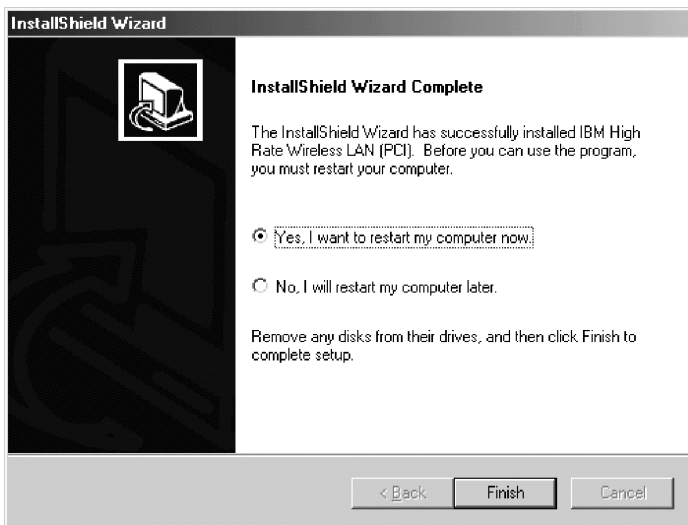 InstallShield Wizard
InstallShield Wizard Complete
The InstallShield Wizard has successfully installed IBM High
Rate Wireless LAN (PCI). Before you can use the program,
you must restart your computer.
Yes, I want to restart my computer now.
No, I will restart my computer later.
Remove any disks from their drives, and then click Finish to
complete setup.
< Back
Finish
Cancel